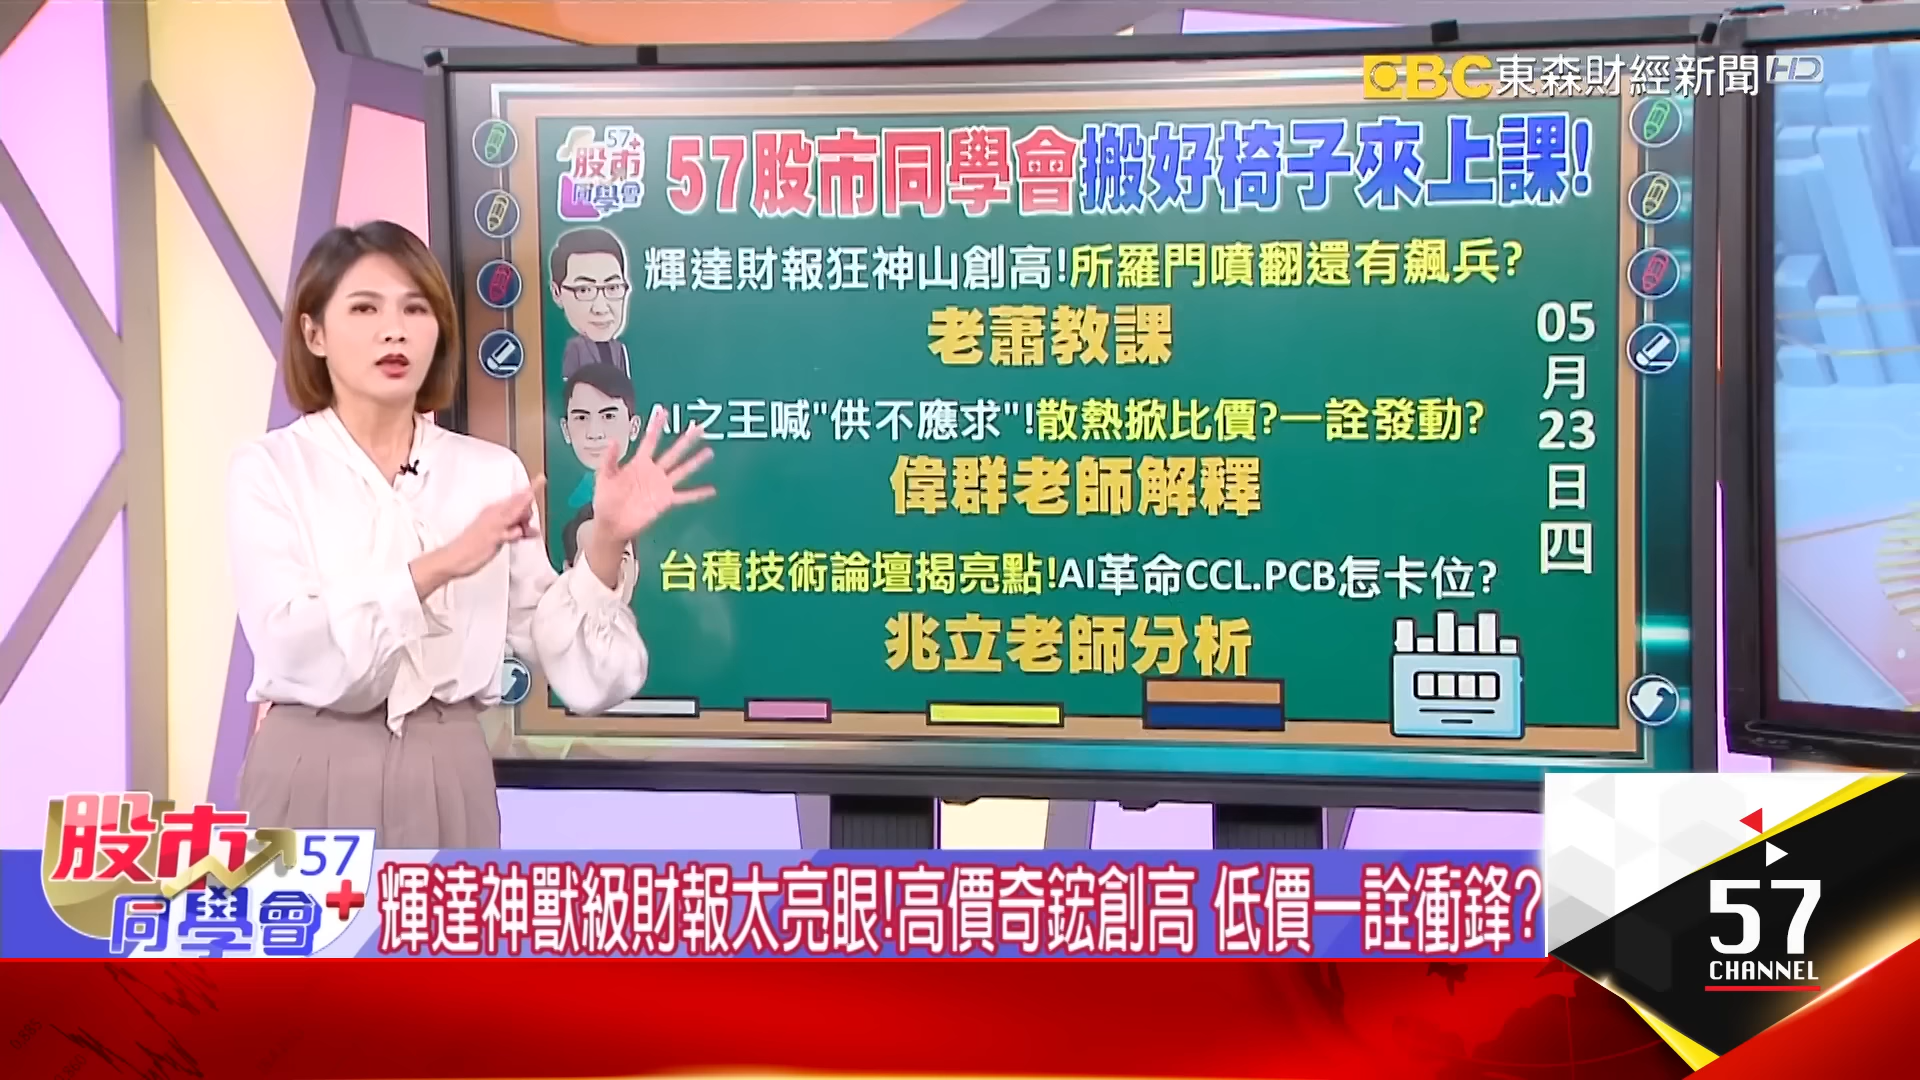 EBC 東森財經新聞 HD
57+
股市
同學會
57股市同學會搬好椅子來上課!
輝達財報狂神山創高!所羅門噴翻還有飆兵?
老蕭教課
AI之王喊"供不應求"!散熱掀比價?一詮發動?
偉群老師解釋
台積技術論壇揭亮點!AI革命CCL.PCB怎卡位?
兆立老師分析
05
月
23
日
四
股市
57
同學會+
輝達神獸級財報太亮眼!高價奇鋐創高 低價一詮衝鋒?
57
CHANNEL